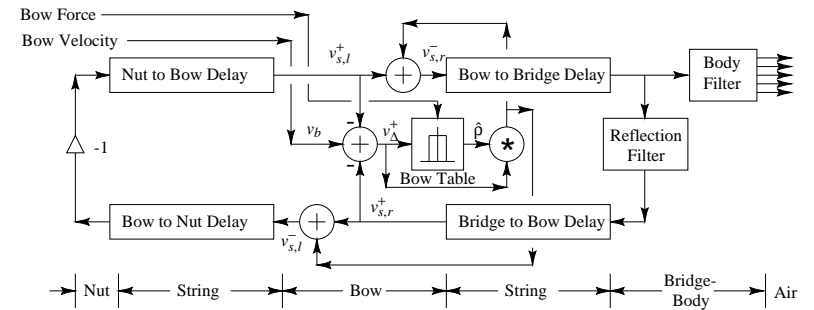 Bow Force
Bow Velocity
v⁺s,l
v⁻s,r
Nut to Bow Delay
Bow to Bridge Delay
Body
Filter
-1
-
v_b
+
v⁺Δ
ρ̂
*
Reflection
Filter
-
Bow Table
Bow to Nut Delay
v⁻s,l
+
v⁺s,r
Bridge to Bow Delay
Nut
String
Bow
String
Bridge-
Body
Air